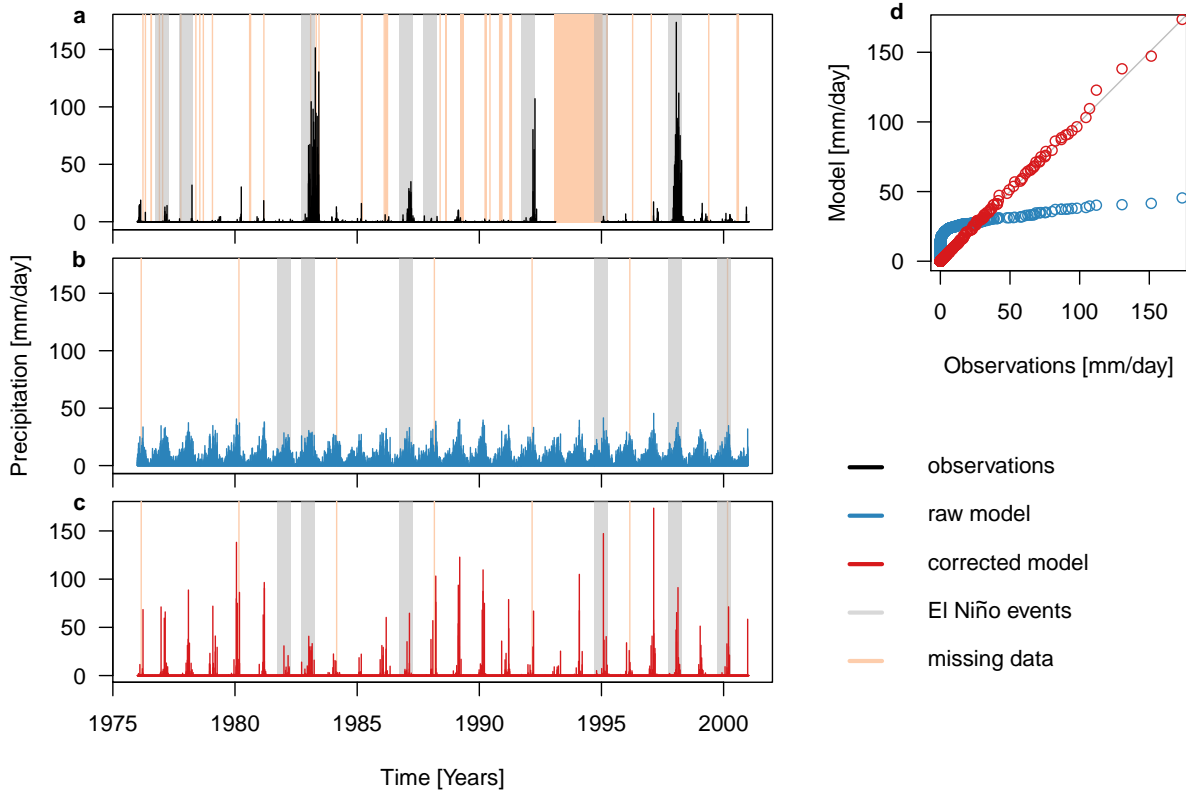 a
150
100
50
0
b
150
100
50
0
c
150
100
50
0
Precipitation [mm/day]
1975 1980 1985 1990 1995 2000
Time [Years]
d
150
100
50
0
Model [mm/day]
0 50 100 150
Observations [mm/day]
observations
raw model
corrected model
El Niño events
missing data